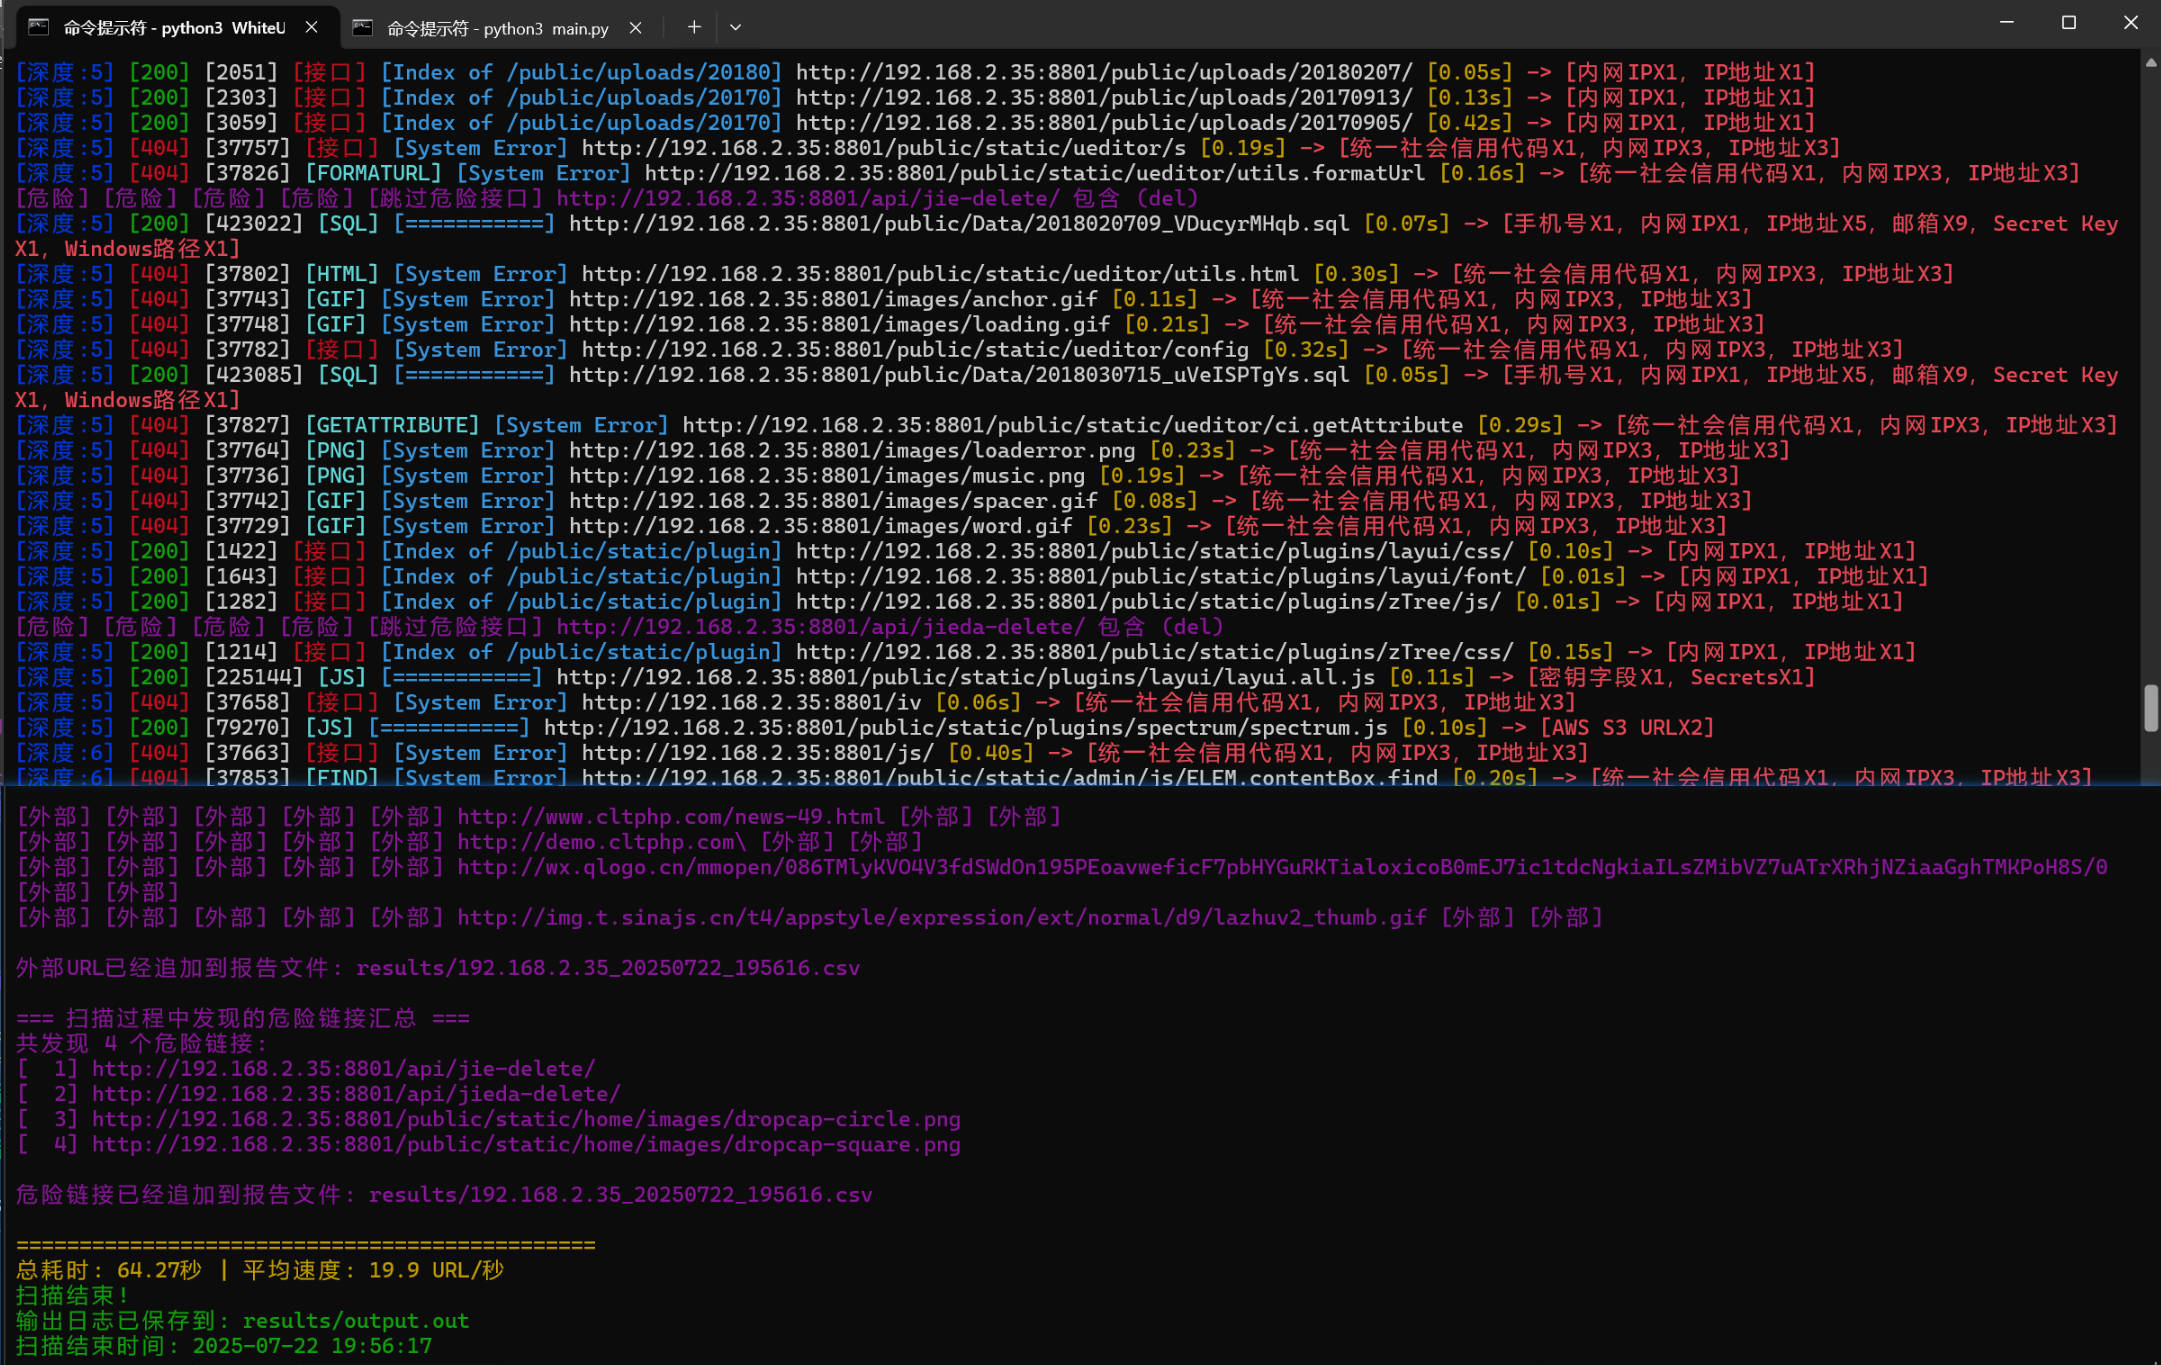 命令提示符 - python3 WhiteU
命令提示符 - python3 main.py
[深度:5] [200] [2051] [接口] [Index of /public/uploads/20180] http://192.168.2.35:8801/public/uploads/20180207/ [0.05s] -> [内网IPX1, IP地址X1]
[深度:5] [200] [2303] [接口] [Index of /public/uploads/20170] http://192.168.2.35:8801/public/uploads/20170913/ [0.13s] -> [内网IPX1, IP地址X1]
[深度:5] [200] [3059] [接口] [Index of /public/uploads/20170] http://192.168.2.35:8801/public/uploads/20170905/ [0.42s] -> [内网IPX1, IP地址X1]
[深度:5] [404] [37757] [接口] [System Error] http://192.168.2.35:8801/public/static/ueditor/s [0.19s] -> [统一社会信用代码X1, 内网IPX3, IP地址X3]
[深度:5] [404] [37826] [FORMATURL] [System Error] http://192.168.2.35:8801/public/static/ueditor/utils.formatUrl [0.16s] -> [统一社会信用代码X1, 内网IPX3, IP地址X3]
[危险] [危险] [危险] [危险] [跳过危险接口] http://192.168.2.35:8801/api/jie-delete/ 包含 (del)
[深度:5] [200] [423022] [SQL] [===========] http://192.168.2.35:8801/public/Data/2018020709_VDucyrMHqb.sql [0.07s] -> [手机号X1, 内网IPX1, IP地址X5, 邮箱X9, Secret Key
X1, Windows路径X1]
[深度:5] [404] [37802] [HTML] [System Error] http://192.168.2.35:8801/public/static/ueditor/utils.html [0.30s] -> [统一社会信用代码X1, 内网IPX3, IP地址X3]
[深度:5] [404] [37743] [GIF] [System Error] http://192.168.2.35:8801/images/anchor.gif [0.11s] -> [统一社会信用代码X1, 内网IPX3, IP地址X3]
[深度:5] [404] [37748] [GIF] [System Error] http://192.168.2.35:8801/images/loading.gif [0.21s] -> [统一社会信用代码X1, 内网IPX3, IP地址X3]
[深度:5] [404] [37782] [接口] [System Error] http://192.168.2.35:8801/public/static/ueditor/config [0.32s] -> [统一社会信用代码X1, 内网IPX3, IP地址X3]
[深度:5] [200] [423085] [SQL] [===========] http://192.168.2.35:8801/public/Data/2018030715_uVeISPTgYs.sql [0.05s] -> [手机号X1, 内网IPX1, IP地址X5, 邮箱X9, Secret Key
X1, Windows路径X1]
[深度:5] [404] [37827] [GETATTRIBUTE] [System Error] http://192.168.2.35:8801/public/static/ueditor/ci.getAttribute [0.29s] -> [统一社会信用代码X1, 内网IPX3, IP地址X3]
[深度:5] [404] [37764] [PNG] [System Error] http://192.168.2.35:8801/images/loaderror.png [0.23s] -> [统一社会信用代码X1, 内网IPX3, IP地址X3]
[深度:5] [404] [37736] [PNG] [System Error] http://192.168.2.35:8801/images/music.png [0.19s] -> [统一社会信用代码X1, 内网IPX3, IP地址X3]
[深度:5] [404] [37742] [GIF] [System Error] http://192.168.2.35:8801/images/spacer.gif [0.08s] -> [统一社会信用代码X1, 内网IPX3, IP地址X3]
[深度:5] [404] [37729] [GIF] [System Error] http://192.168.2.35:8801/images/word.gif [0.23s] -> [统一社会信用代码X1, 内网IPX3, IP地址X3]
[深度:5] [200] [1422] [接口] [Index of /public/static/plugin] http://192.168.2.35:8801/public/static/plugins/layui/css/ [0.10s] -> [内网IPX1, IP地址X1]
[深度:5] [200] [1643] [接口] [Index of /public/static/plugin] http://192.168.2.35:8801/public/static/plugins/layui/font/ [0.01s] -> [内网IPX1, IP地址X1]
[深度:5] [200] [1282] [接口] [Index of /public/static/plugin] http://192.168.2.35:8801/public/static/plugins/zTree/js/ [0.01s] -> [内网IPX1, IP地址X1]
[危险] [危险] [危险] [危险] [跳过危险接口] http://192.168.2.35:8801/api/jieda-delete/ 包含 (del)
[深度:5] [200] [1214] [接口] [Index of /public/static/plugin] http://192.168.2.35:8801/public/static/plugins/zTree/css/ [0.15s] -> [内网IPX1, IP地址X1]
[深度:5] [200] [225144] [JS] [===========] http://192.168.2.35:8801/public/static/plugins/layui/layui.all.js [0.11s] -> [密钥字段X1, SecretsX1]
[深度:5] [404] [37658] [接口] [System Error] http://192.168.2.35:8801/iv [0.06s] -> [统一社会信用代码X1, 内网IPX3, IP地址X3]
[深度:5] [200] [79270] [JS] [===========] http://192.168.2.35:8801/public/static/plugins/spectrum/spectrum.js [0.10s] -> [AWS S3 URLX2]
[深度:6] [404] [37663] [接口] [System Error] http://192.168.2.35:8801/js/ [0.40s] -> [统一社会信用代码X1, 内网IPX3, IP地址X3]
[深度:6] [404] [37853] [FIND] [System Error] http://192.168.2.35:8801/public/static/admin/js/ELEM.contentBox.find [0.20s] -> [统一社会信用代码X1, 内网IPX3, IP地址X3]
[外部] [外部] [外部] [外部] [外部] http://www.cltphp.com/news-49.html [外部] [外部]
[外部] [外部] [外部] [外部] [外部] http://demo.cltphp.com\ [外部] [外部]
[外部] [外部] [外部] [外部] [外部] http://wx.qlogo.cn/mmopen/086TMlyKVO4V3fdSWdOn195PEoavweficF7pbHYGuRKTialoxicoB0mEJ7ic1tdcNgkiaILsZMibVZ7uATrXRhjNZiaaGghTMKPoH8S/0
[外部] [外部]
[外部] [外部] [外部] [外部] [外部] http://img.t.sinajs.cn/t4/appstyle/expression/ext/normal/d9/lazhuv2_thumb.gif [外部] [外部]
外部URL已经追加到报告文件: results/192.168.2.35_20250722_195616.csv
=== 扫描过程中发现的危险链接汇总 ===
共发现 4 个危险链接:
[  1] http://192.168.2.35:8801/api/jie-delete/
[  2] http://192.168.2.35:8801/api/jieda-delete/
[  3] http://192.168.2.35:8801/public/static/home/images/dropcap-circle.png
[  4] http://192.168.2.35:8801/public/static/home/images/dropcap-square.png
危险链接已经追加到报告文件: results/192.168.2.35_20250722_195616.csv
==============================================
总耗时: 64.27秒 | 平均速度: 19.9 URL/秒
扫描结束!
输出日志已保存到: results/output.out
扫描结束时间: 2025-07-22 19:56:17